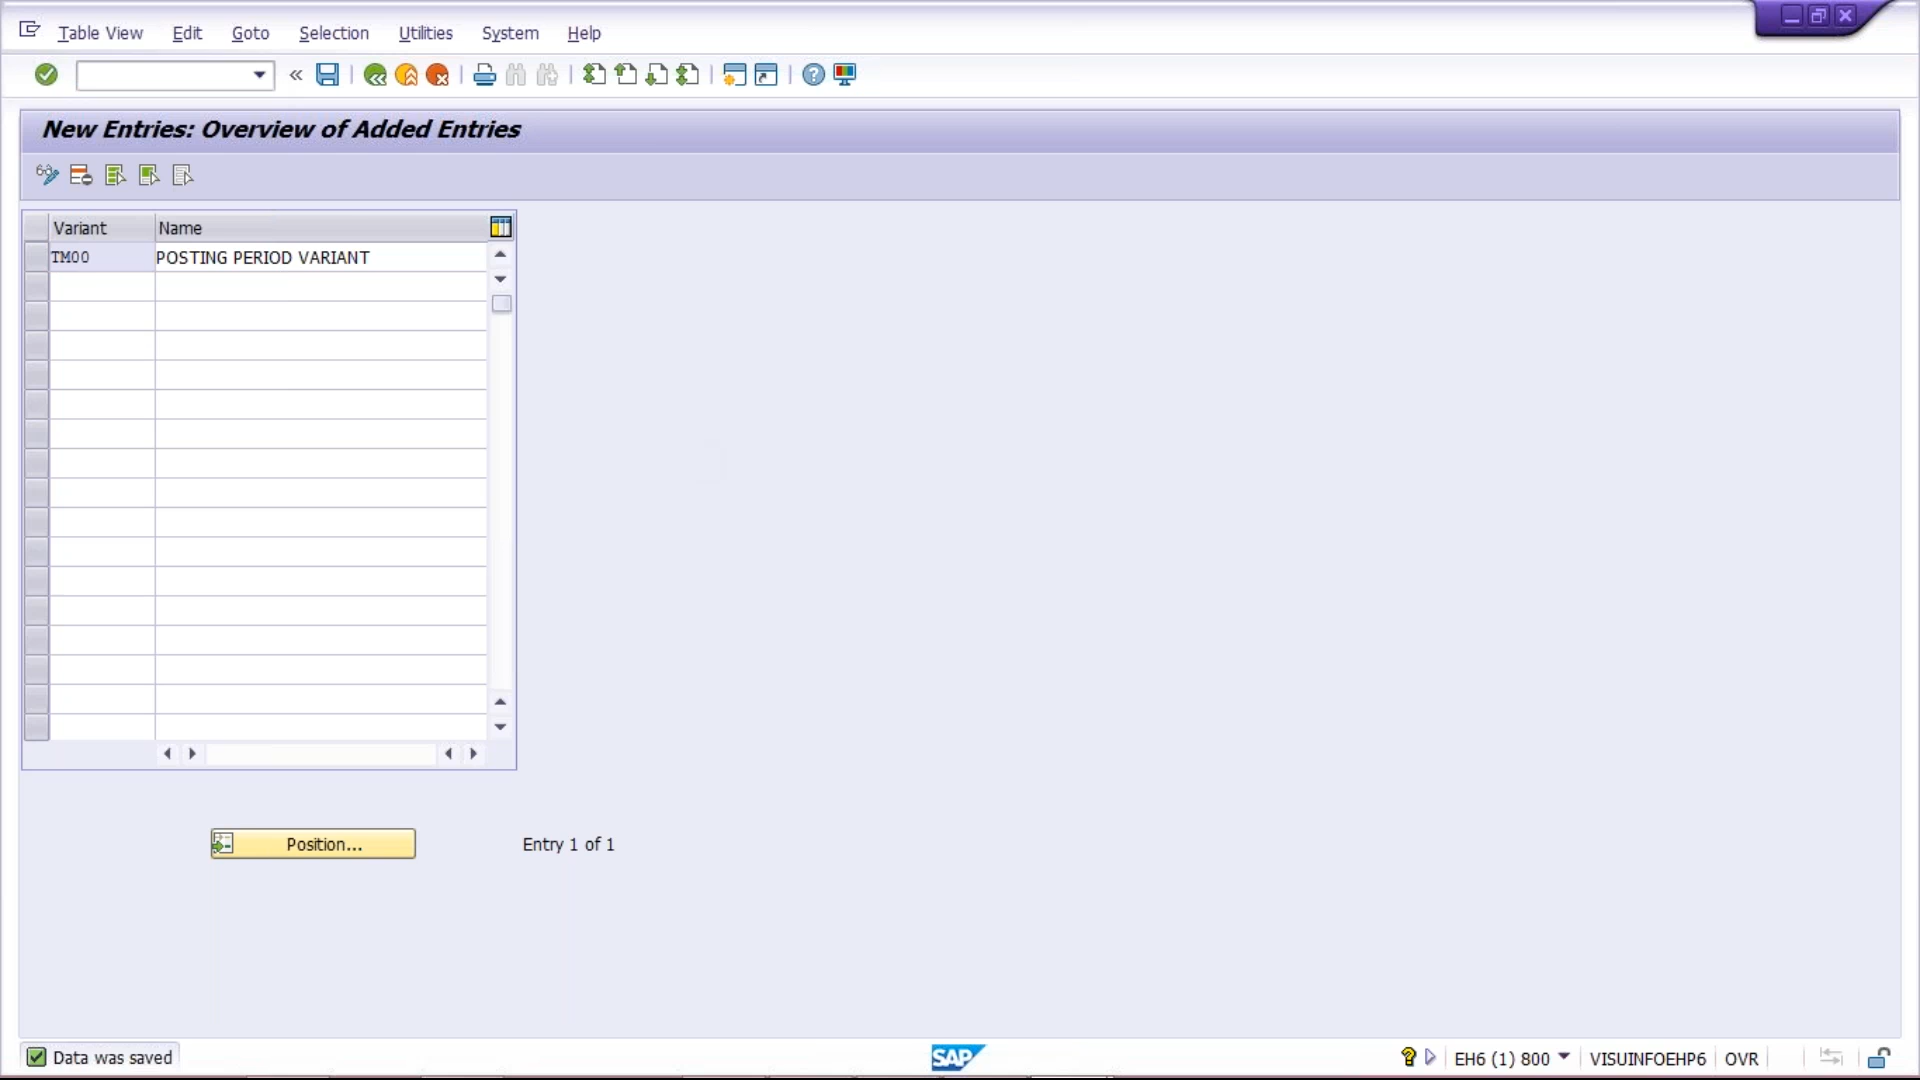 Table View Edit Goto Selection Utilities System Help
New Entries: Overview of Added Entries
Variant Name
TM00 POSTING PERIOD VARIANT
Position... Entry 1 of 1
Data was saved SAP EH6 (1) 800 VISUINFOEHP6 OVR